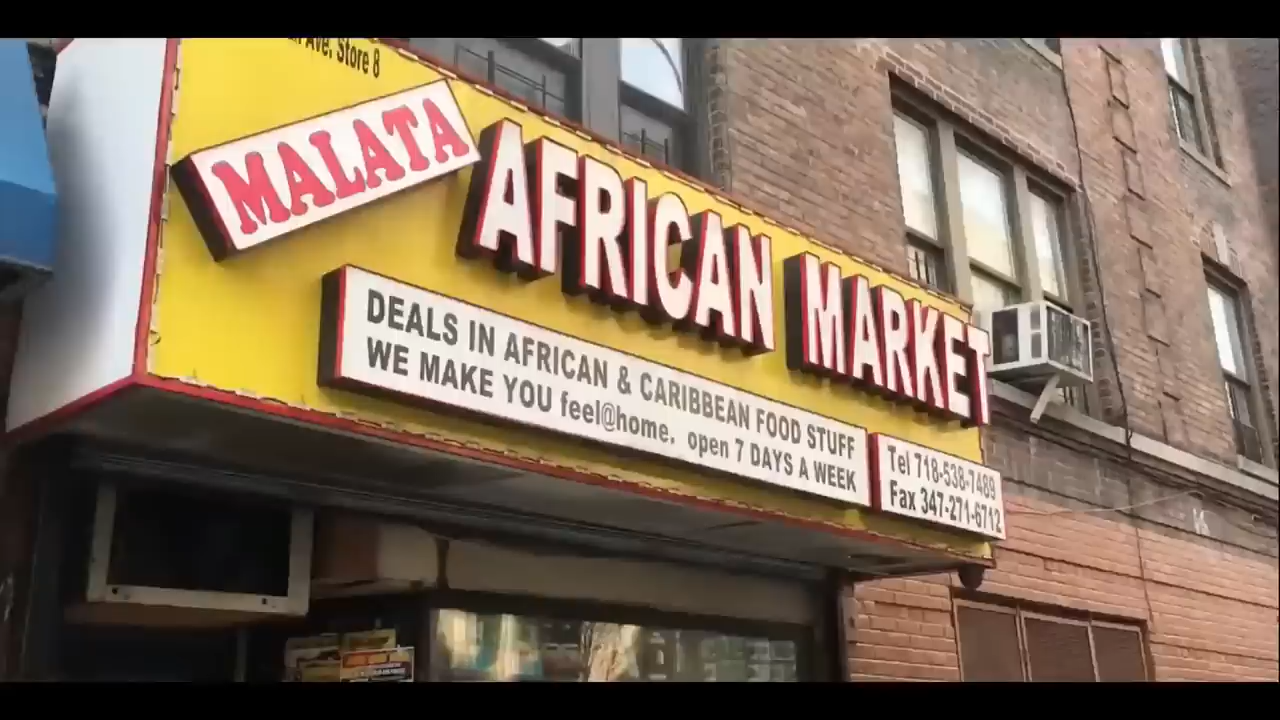 Ave. Store 8
MALATA
AFRICAN MARKET
DEALS IN AFRICAN & CARIBBEAN FOOD STUFF
WE MAKE YOU feel@home. open 7 DAYS A WEEK
Tel 718-538-7489
Fax 347-271-6712